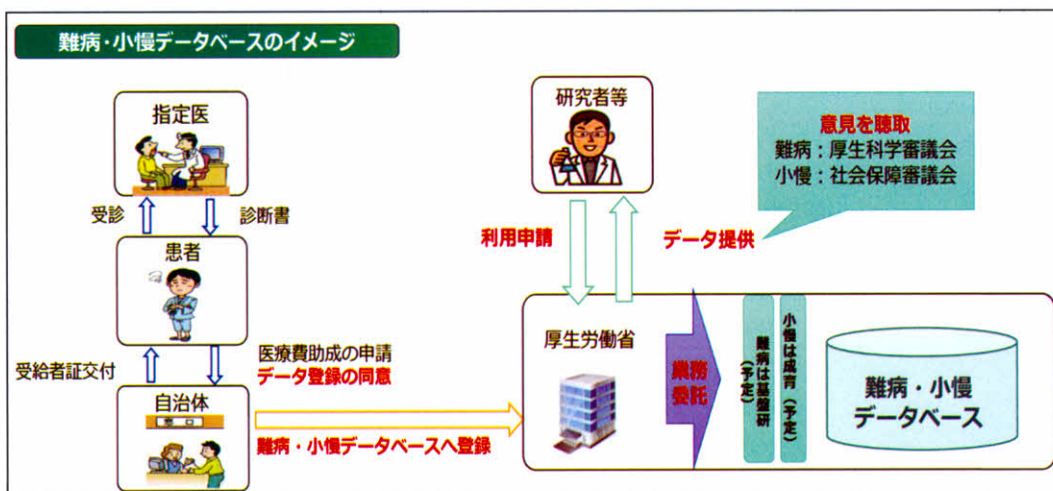 難病・小慢データベースのイメージ
指定医
受診
診断書
患者
受給者証交付
医療費助成の申請
データ登録の同意
自治体
窓口
難病・小慢データベースへ登録
研究者等
利用申請
データ提供
意見を聴取
難病：厚生科学審議会
小慢：社会保障審議会
厚生労働省
業務
委託
難病は基盤研
（予定）
小慢は成育（予定）
難病・小慢
データベース